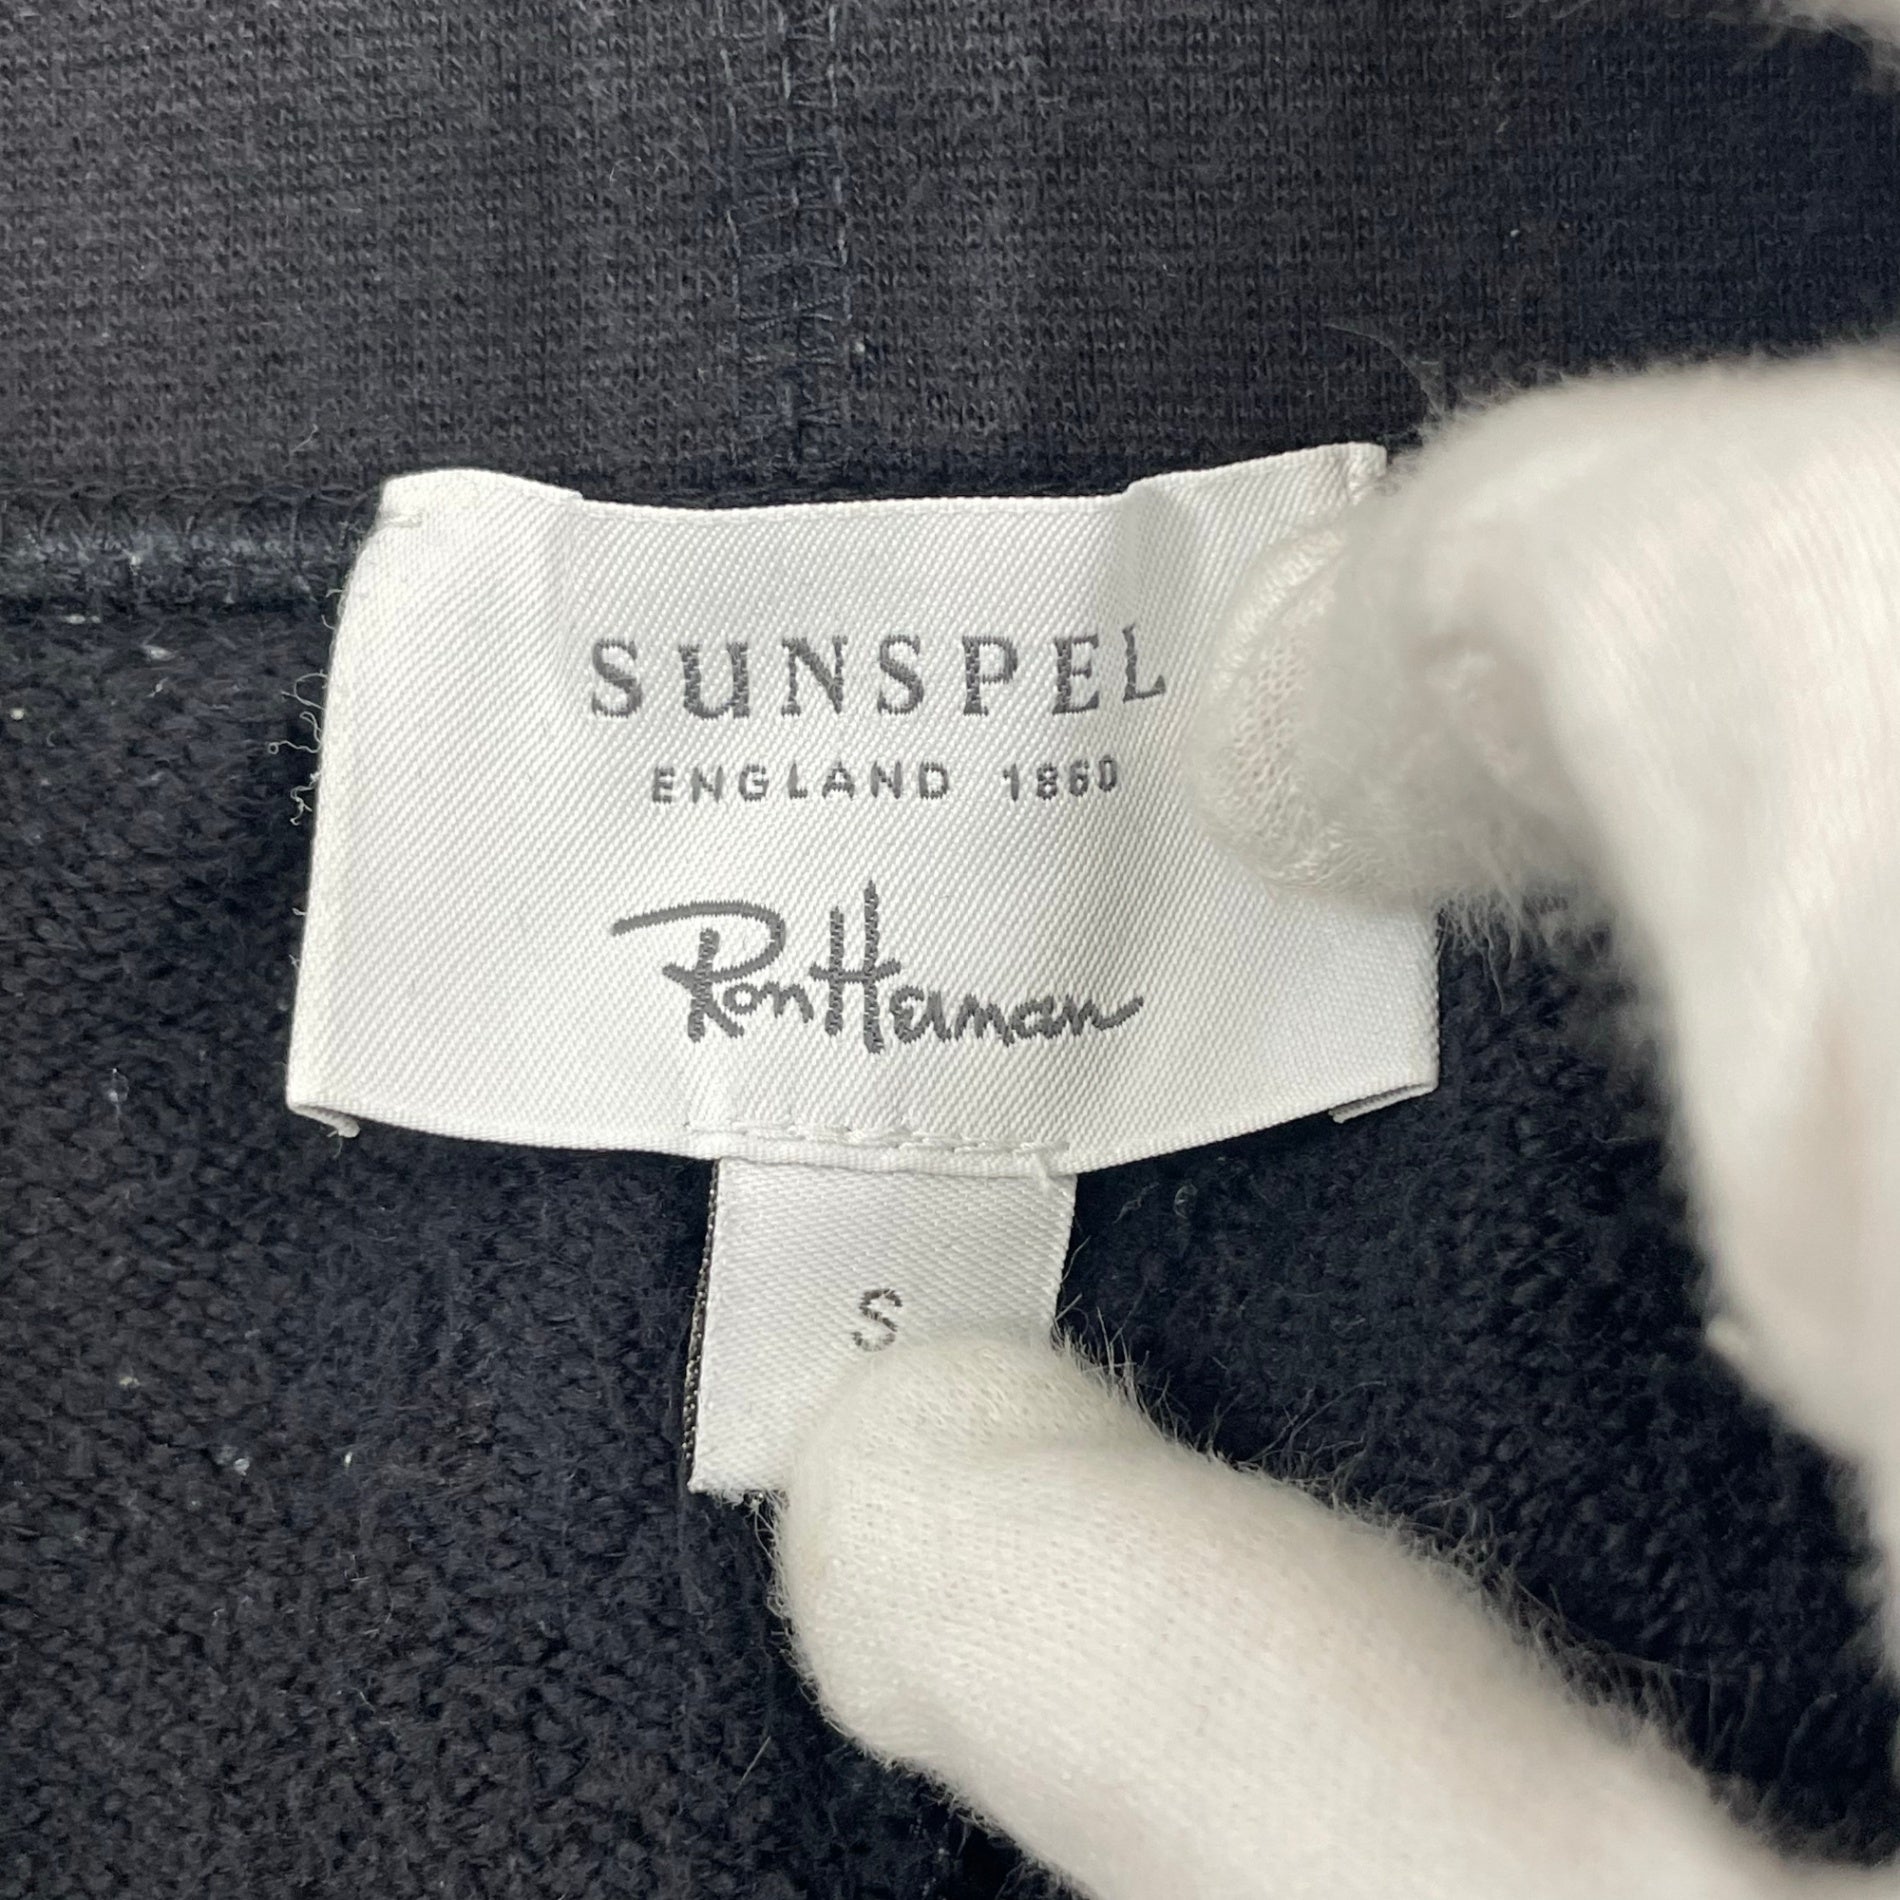 SUNSPEL
ENGLAND 1860
Ron Herman
S